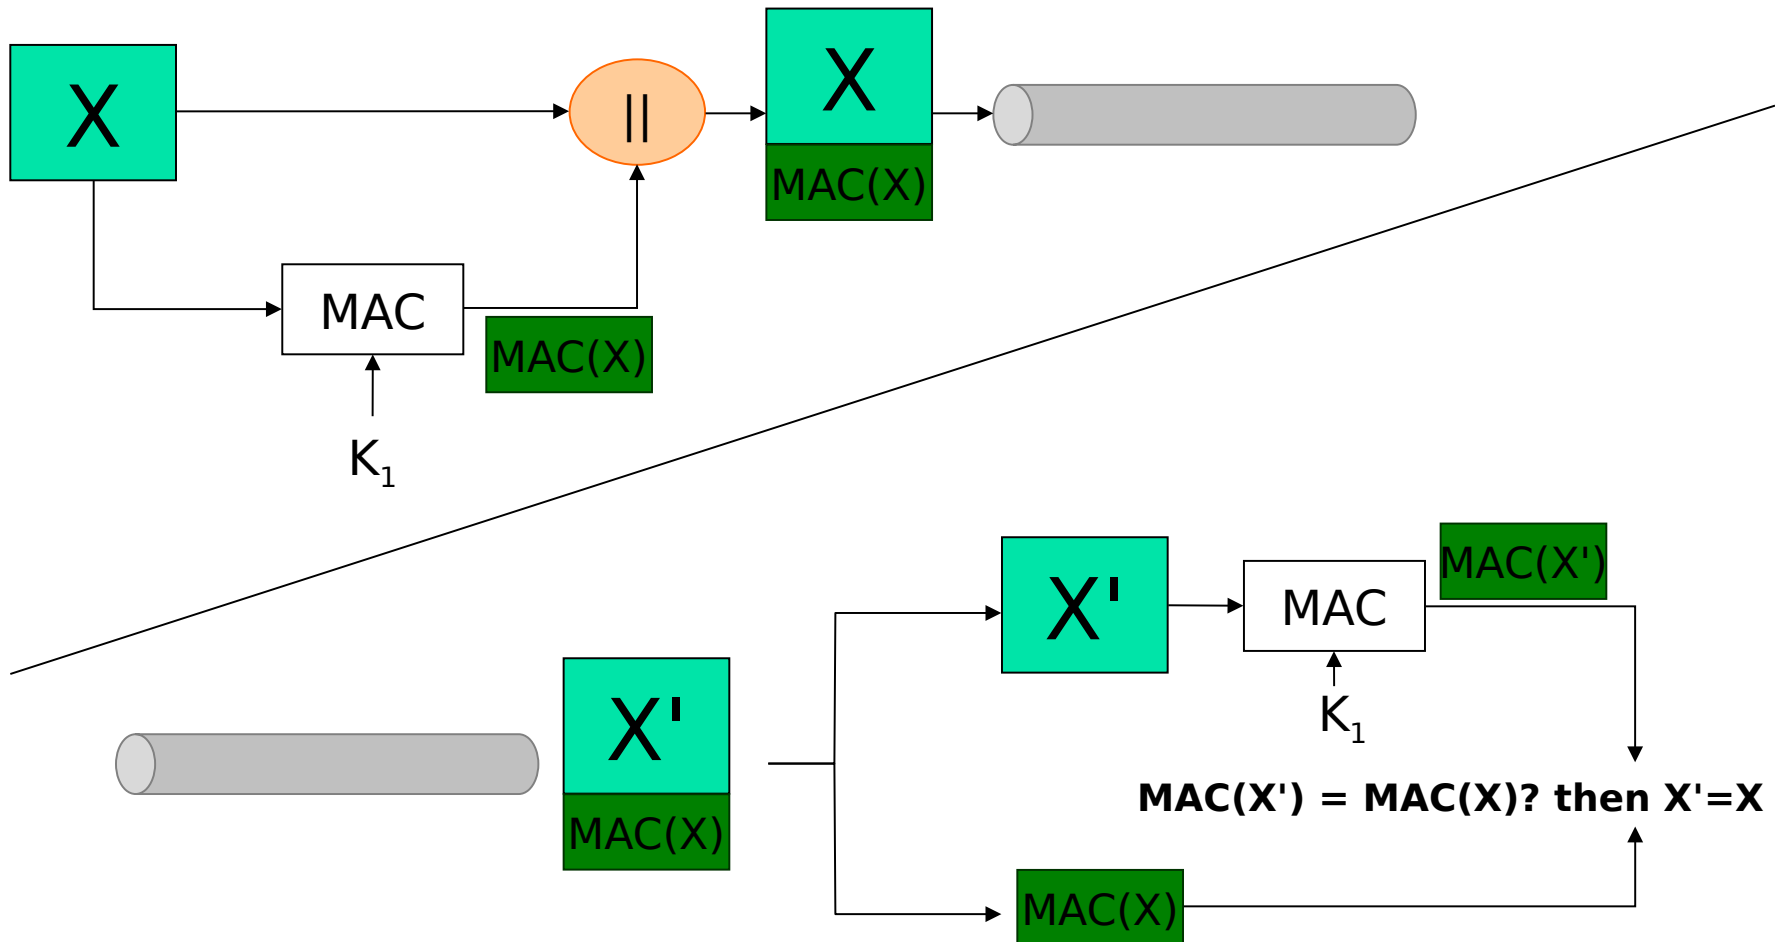 X
||
X
MAC(X)
MAC
MAC(X)
K₁
X'
MAC(X)
X'
MAC
MAC(X')
K₁
MAC(X') = MAC(X)? then X'=X
MAC(X)